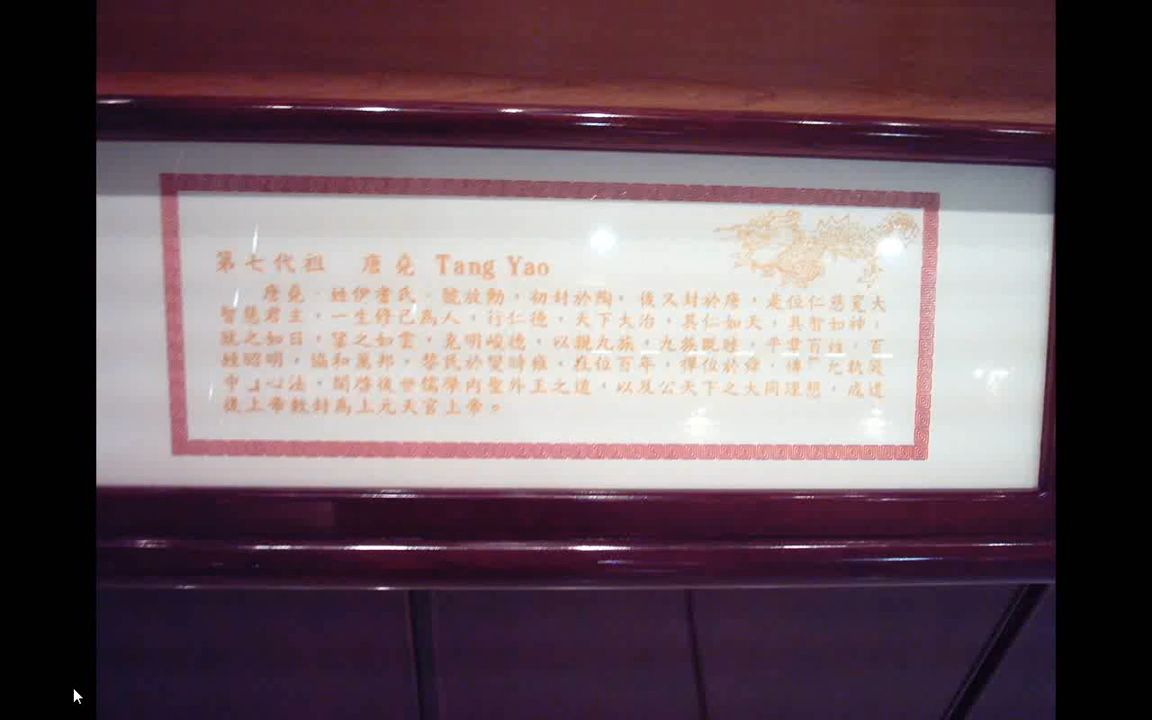 第七代祖 唐堯 Tang Yao
唐堯,姓伊耆氏,號放勳,初封於陶,後又封於唐,是位仁慈寬大
智慧君主,一生修己為人,行仁德,天下大治,其仁如天,其智如神,
就之如日,望之如雲,克明峻德,以親九族,九族既睦,平章百姓,百
姓昭明,協和萬邦,黎民於變時雍,在位百年,禪位於舜,傳「允執厥
中」心法,開啓後世儒學內聖外王之道,以及公天下之大同理想,成道
後上帝敕封為上元天官上帝。